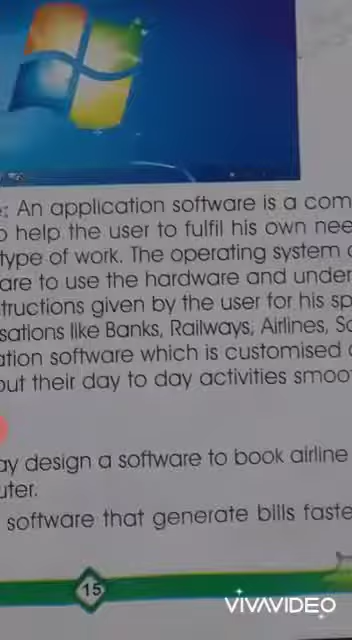 : An application software is a com
help the user to fulfil his own nee
type of work. The operating system
are to use the hardware and under
tructions given by the user for his sp
sations like Banks, Railways, Airlines, Sc
ation software which is customised
out their day to day activities smoo
ay design a software to book airline
uter.
software that generate bills faste
15
VIVAVIDEO